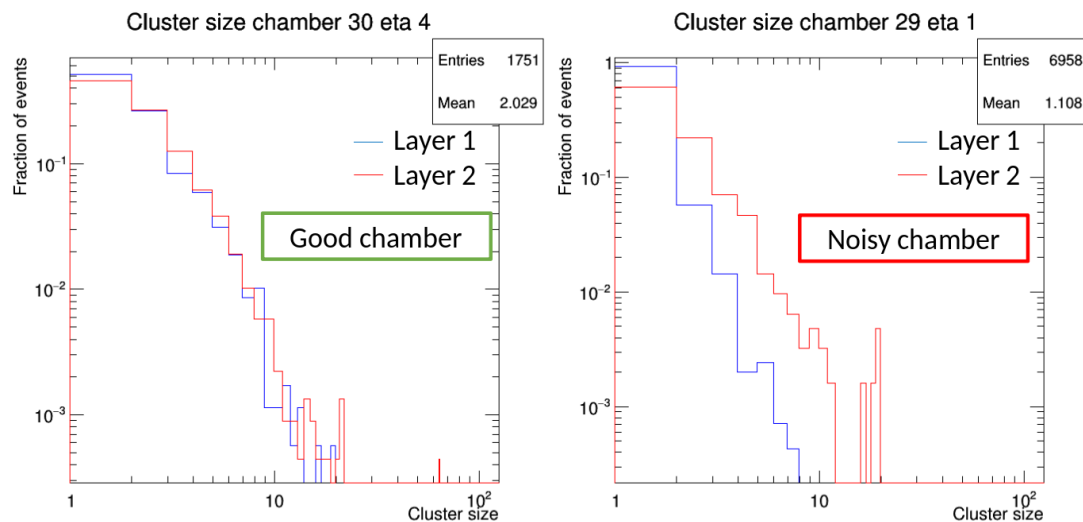 Cluster size chamber 30 eta 4
Entries 1751
Mean 2.029
Fraction of events
Layer 1
Layer 2
Good chamber
10⁻¹
10⁻²
10⁻³
1
10
10²
Cluster size
Cluster size chamber 29 eta 1
Entries 6958
Mean 1.108
Fraction of events
Layer 1
Layer 2
Noisy chamber
1
10⁻¹
10⁻²
10⁻³
1
10
10²
Cluster size